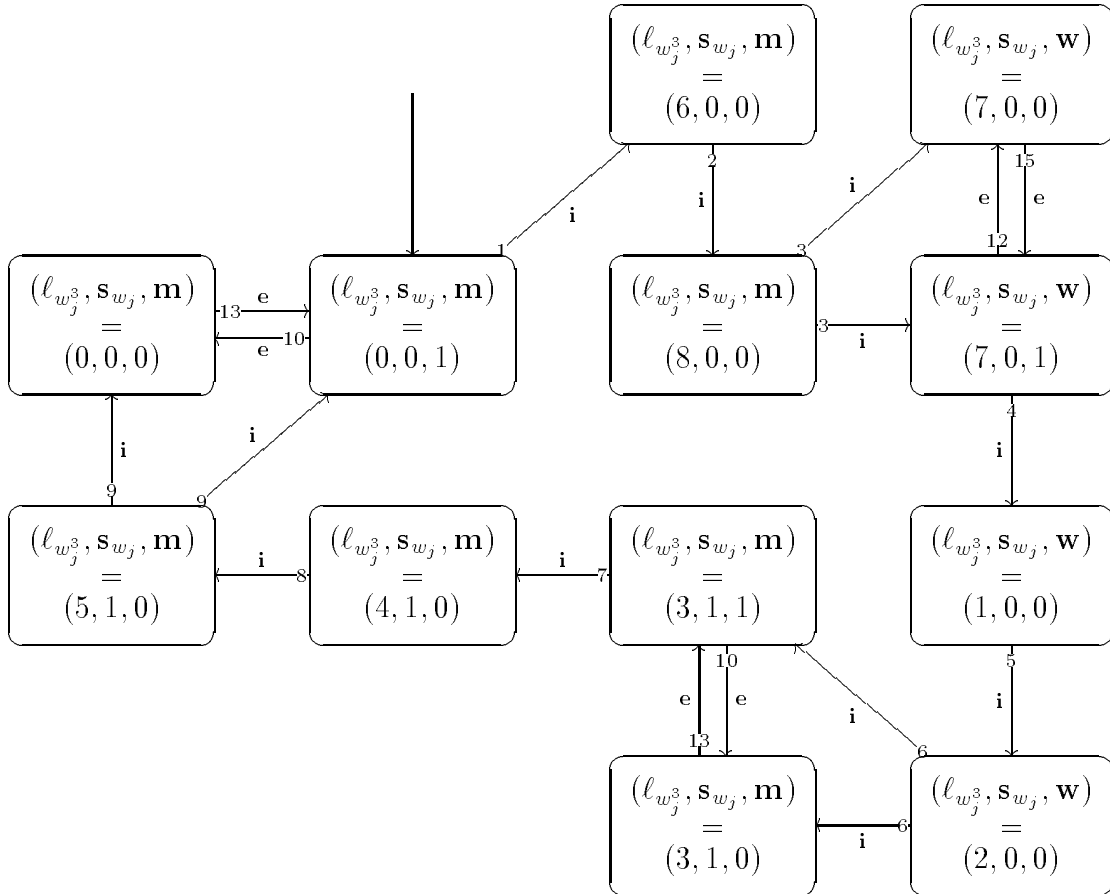 (ℓ_{w_j^3}, s_{w_j}, m)
=
(6, 0, 0)
(ℓ_{w_j^3}, s_{w_j}, w)
=
(7, 0, 0)
2
i
15
12
e
e
1
i
3
i
(ℓ_{w_j^3}, s_{w_j}, m)
=
(0, 0, 0)
13
e
10
e
(ℓ_{w_j^3}, s_{w_j}, m)
=
(0, 0, 1)
(ℓ_{w_j^3}, s_{w_j}, m)
=
(8, 0, 0)
3
i
(ℓ_{w_j^3}, s_{w_j}, w)
=
(7, 0, 1)
i
9
i
9
4
i
(ℓ_{w_j^3}, s_{w_j}, m)
=
(5, 1, 0)
i
8
(ℓ_{w_j^3}, s_{w_j}, m)
=
(4, 1, 0)
i
7
(ℓ_{w_j^3}, s_{w_j}, m)
=
(3, 1, 1)
(ℓ_{w_j^3}, s_{w_j}, w)
=
(1, 0, 0)
10
e
e
13
i
6
5
i
(ℓ_{w_j^3}, s_{w_j}, m)
=
(3, 1, 0)
6
i
(ℓ_{w_j^3}, s_{w_j}, w)
=
(2, 0, 0)